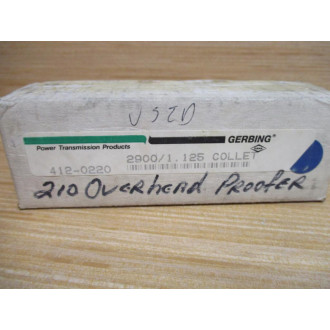 USED
GERBING®
Power Transmission Products
2900/1.125 COLLET
412-0220
210 Overhead Proofer